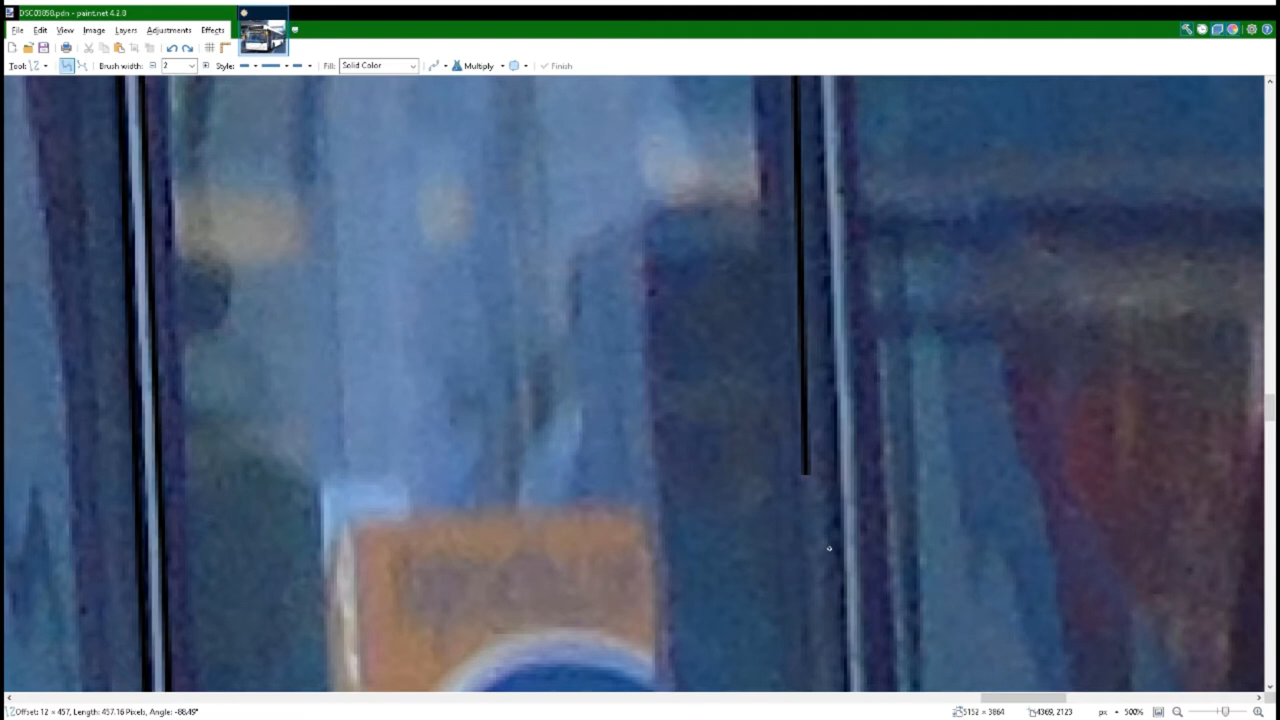 DSC03858.pdn - paint.net 4.2.8
File Edit View Image Layers Adjustments Effects
Tool: Brush width: 2 Style: Fill: Solid Color Multiply Finish
Offset: 12 × 457, Length: 457.16 Pixels, Angle: -88.49° 5152 × 3864 4369, 2123 px 500%